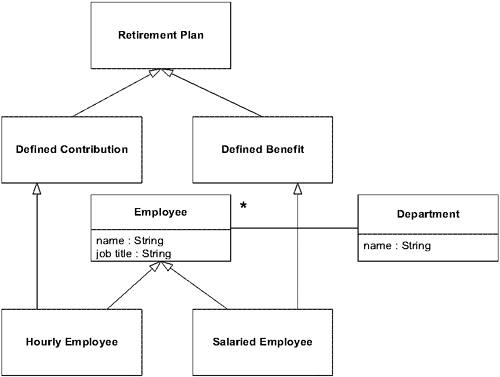 Retirement Plan
Defined Contribution
Defined Benefit
Employee
name : String
job title : String
*
Department
name : String
Hourly Employee
Salaried Employee